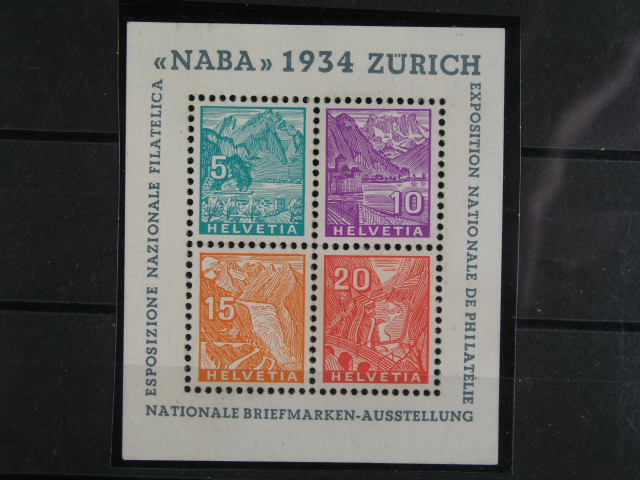 «NABA» 1934 ZÜRICH
ESPOSIZIONE NAZIONALE FILATELICA
5
HELVETIA
10
HELVETIA
15
HELVETIA
20
HELVETIA
EXPOSITION NATIONALE DE PHILATÉLIE
NATIONALE BRIEFMARKEN-AUSSTELLUNG